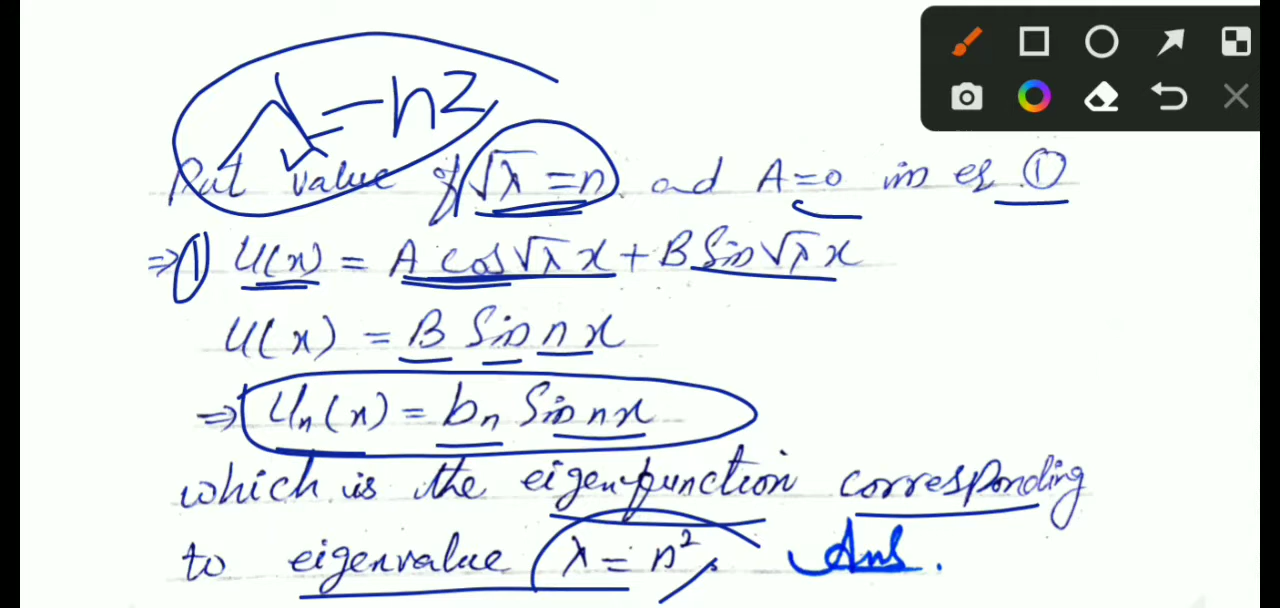 λ = n2
Put value of √λ = n and A=0 in eq ①
⇒ ① U(x) = A cos√λ x + B Sin √λ x
U(x) = B Sin n x
⇒ Un(x) = bn Sin nx
which is the eigenfunction corresponding
to eigenvalue λ = n². Ans.